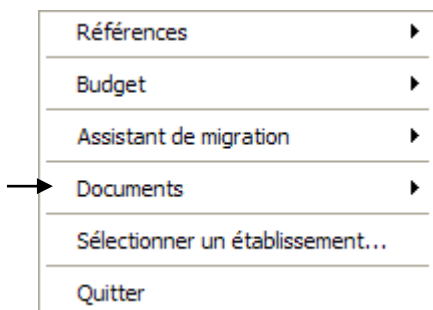 Références
Budget
Assistant de migration
Documents
Sélectionner un établissement...
Quitter